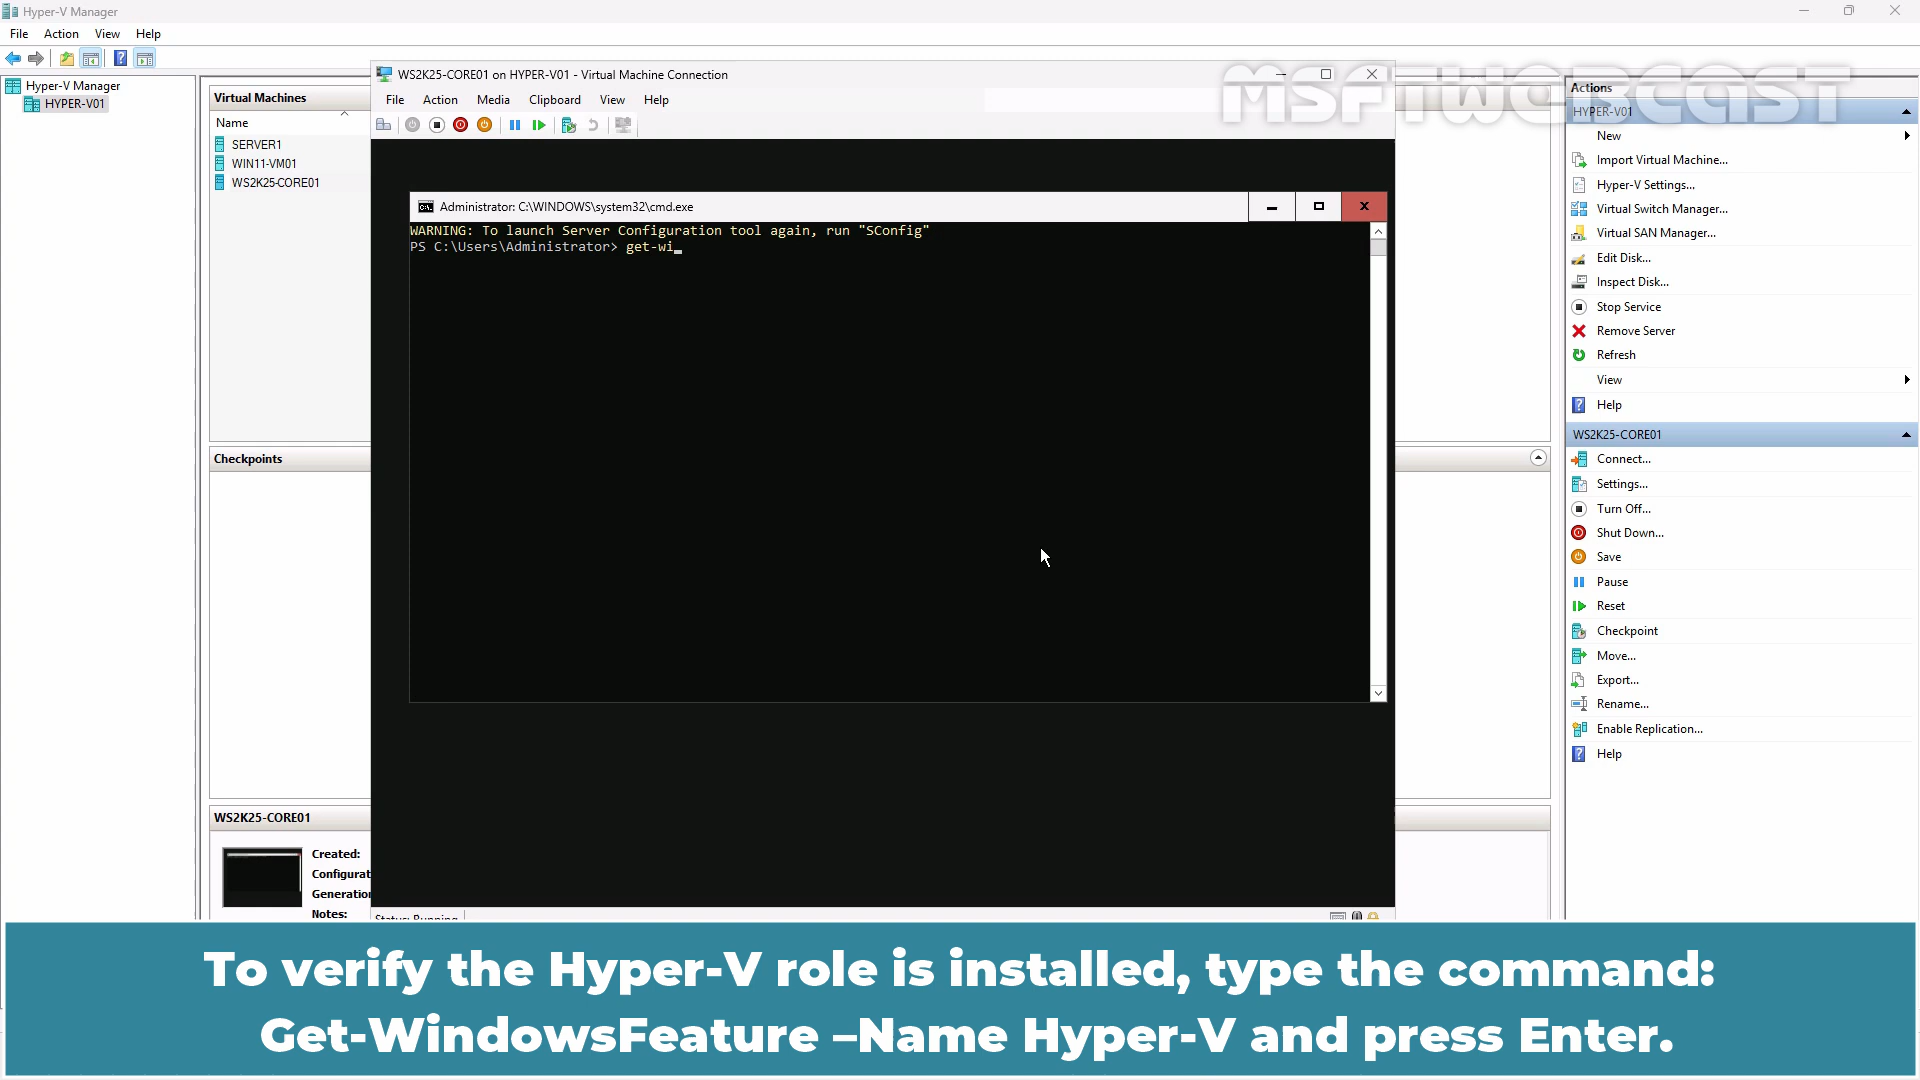 Hyper-V Manager
File Action View Help
Hyper-V Manager
HYPER-V01
Virtual Machines
Name
SERVER1
WIN11-VM01
WS2K25-CORE01
Checkpoints
WS2K25-CORE01
Created:
Configurat
Generation
Notes:
WS2K25-CORE01 on HYPER-V01 - Virtual Machine Connection
File Action Media Clipboard View Help
Administrator: C:\WINDOWS\system32\cmd.exe
WARNING: To launch Server Configuration tool again, run "SConfig"
PS C:\Users\Administrator> get-wi_
Status: Running
MSFTWEBCAST
Actions
HYPER-V01
New
Import Virtual Machine...
Hyper-V Settings...
Virtual Switch Manager...
Virtual SAN Manager...
Edit Disk...
Inspect Disk...
Stop Service
Remove Server
Refresh
View
Help
WS2K25-CORE01
Connect...
Settings...
Turn Off...
Shut Down...
Save
Pause
Reset
Checkpoint
Move...
Export...
Rename...
Enable Replication...
Help
To verify the Hyper-V role is installed, type the command:
Get-WindowsFeature –Name Hyper-V and press Enter.